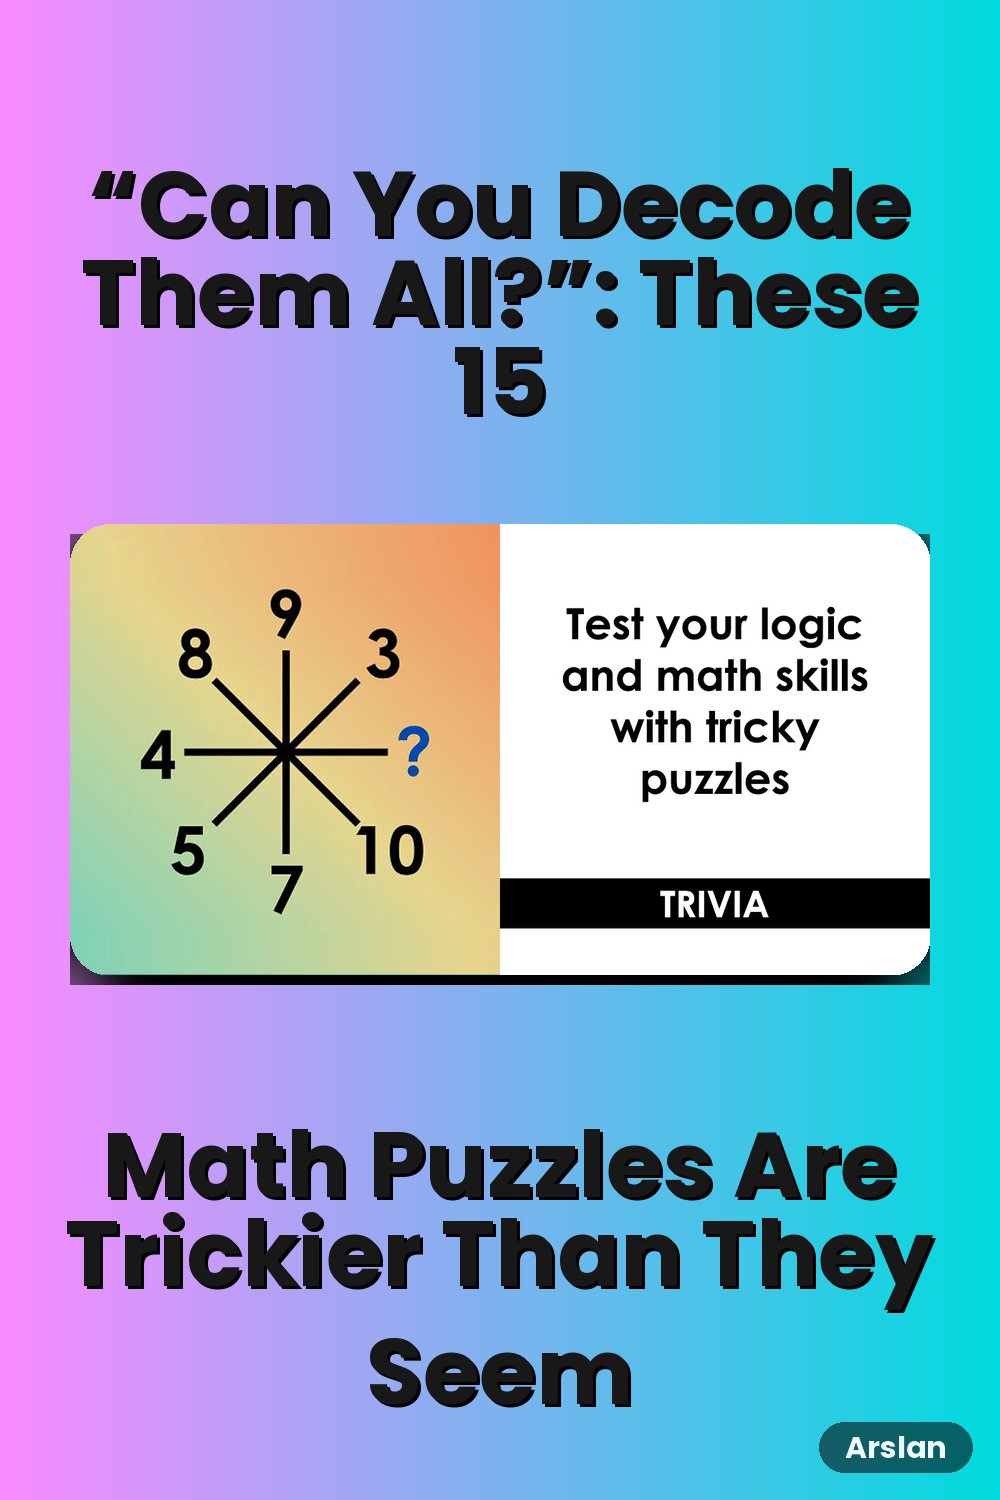 “Can You Decode
Them All?”: These
15
9
8
3
4
?
5
10
7
Test your logic
and math skills
with tricky
puzzles
TRIVIA
Math Puzzles Are
Trickier Than They
Seem
Arslan